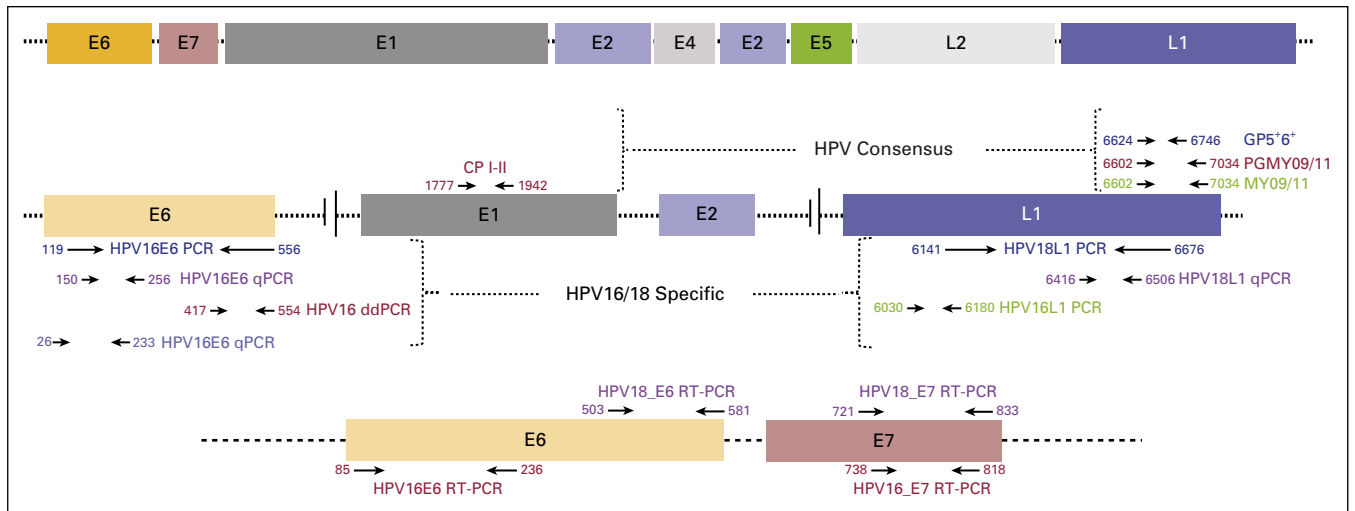 E6 E7 E1 E2 E4 E2 E5 L2 L1
HPV Consensus
6624 6746 GP5⁺6⁺
6602 7034 PGMY09/11
6602 7034 MY09/11
CP I-II
1777 1942
E6 E1 E2 L1
119 HPV16E6 PCR 556
150 256 HPV16E6 qPCR
417 554 HPV16 ddPCR
26 233 HPV16E6 qPCR
HPV16/18 Specific
6141 HPV18L1 PCR 6676
6416 6506 HPV18L1 qPCR
6030 6180 HPV16L1 PCR
HPV18_E6 RT-PCR
503 581
HPV18_E7 RT-PCR
721 833
E6 E7
85 236
HPV16E6 RT-PCR
738 818
HPV16_E7 RT-PCR